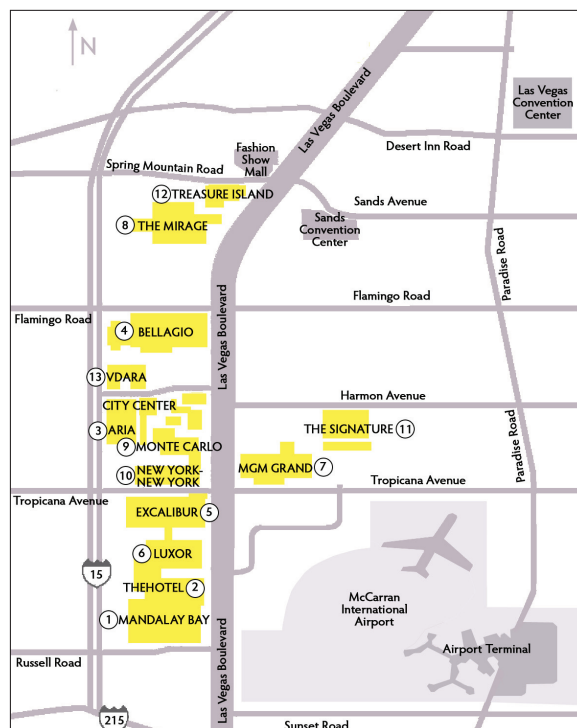 N
Las Vegas Boulevard
Las Vegas
Convention
Center
Desert Inn Road
Fashion
Show
Mall
Spring Mountain Road
12 TREASURE ISLAND
Sands Avenue
8 THE MIRAGE
Sands
Convention
Center
Paradise Road
Flamingo Road
Flamingo Road
Las Vegas Boulevard
4 BELLAGIO
13 VDARA
Harmon Avenue
CITY CENTER
3 ARIA
THE SIGNATURE 11
9 MONTE CARLO
Paradise Road
10 NEW YORK-
NEW YORK
MGM GRAND 7
Tropicana Avenue
Tropicana Avenue
EXCALIBUR 5
6 LUXOR
15
THEHOTEL 2
McCarran
International
Airport
1 MANDALAY BAY
Airport Terminal
Russell Road
Las Vegas Boulevard
215
Sunset Road